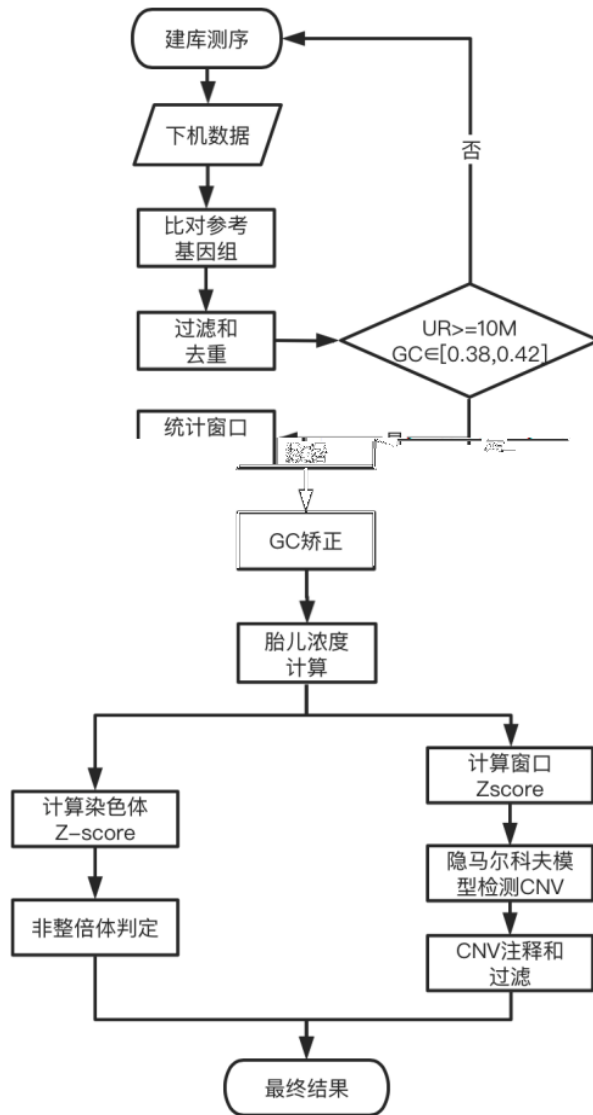 建库测序
下机数据
否
比对参考
基因组
过滤和
去重
UR>=10M
GC∈[0.38,0.42]
统计窗口
GC矫正
胎儿浓度
计算
计算染色体
Z-score
非整倍体判定
计算窗口
Zscore
隐马尔科夫模
型检测CNV
CNV注释和
过滤
最终结果